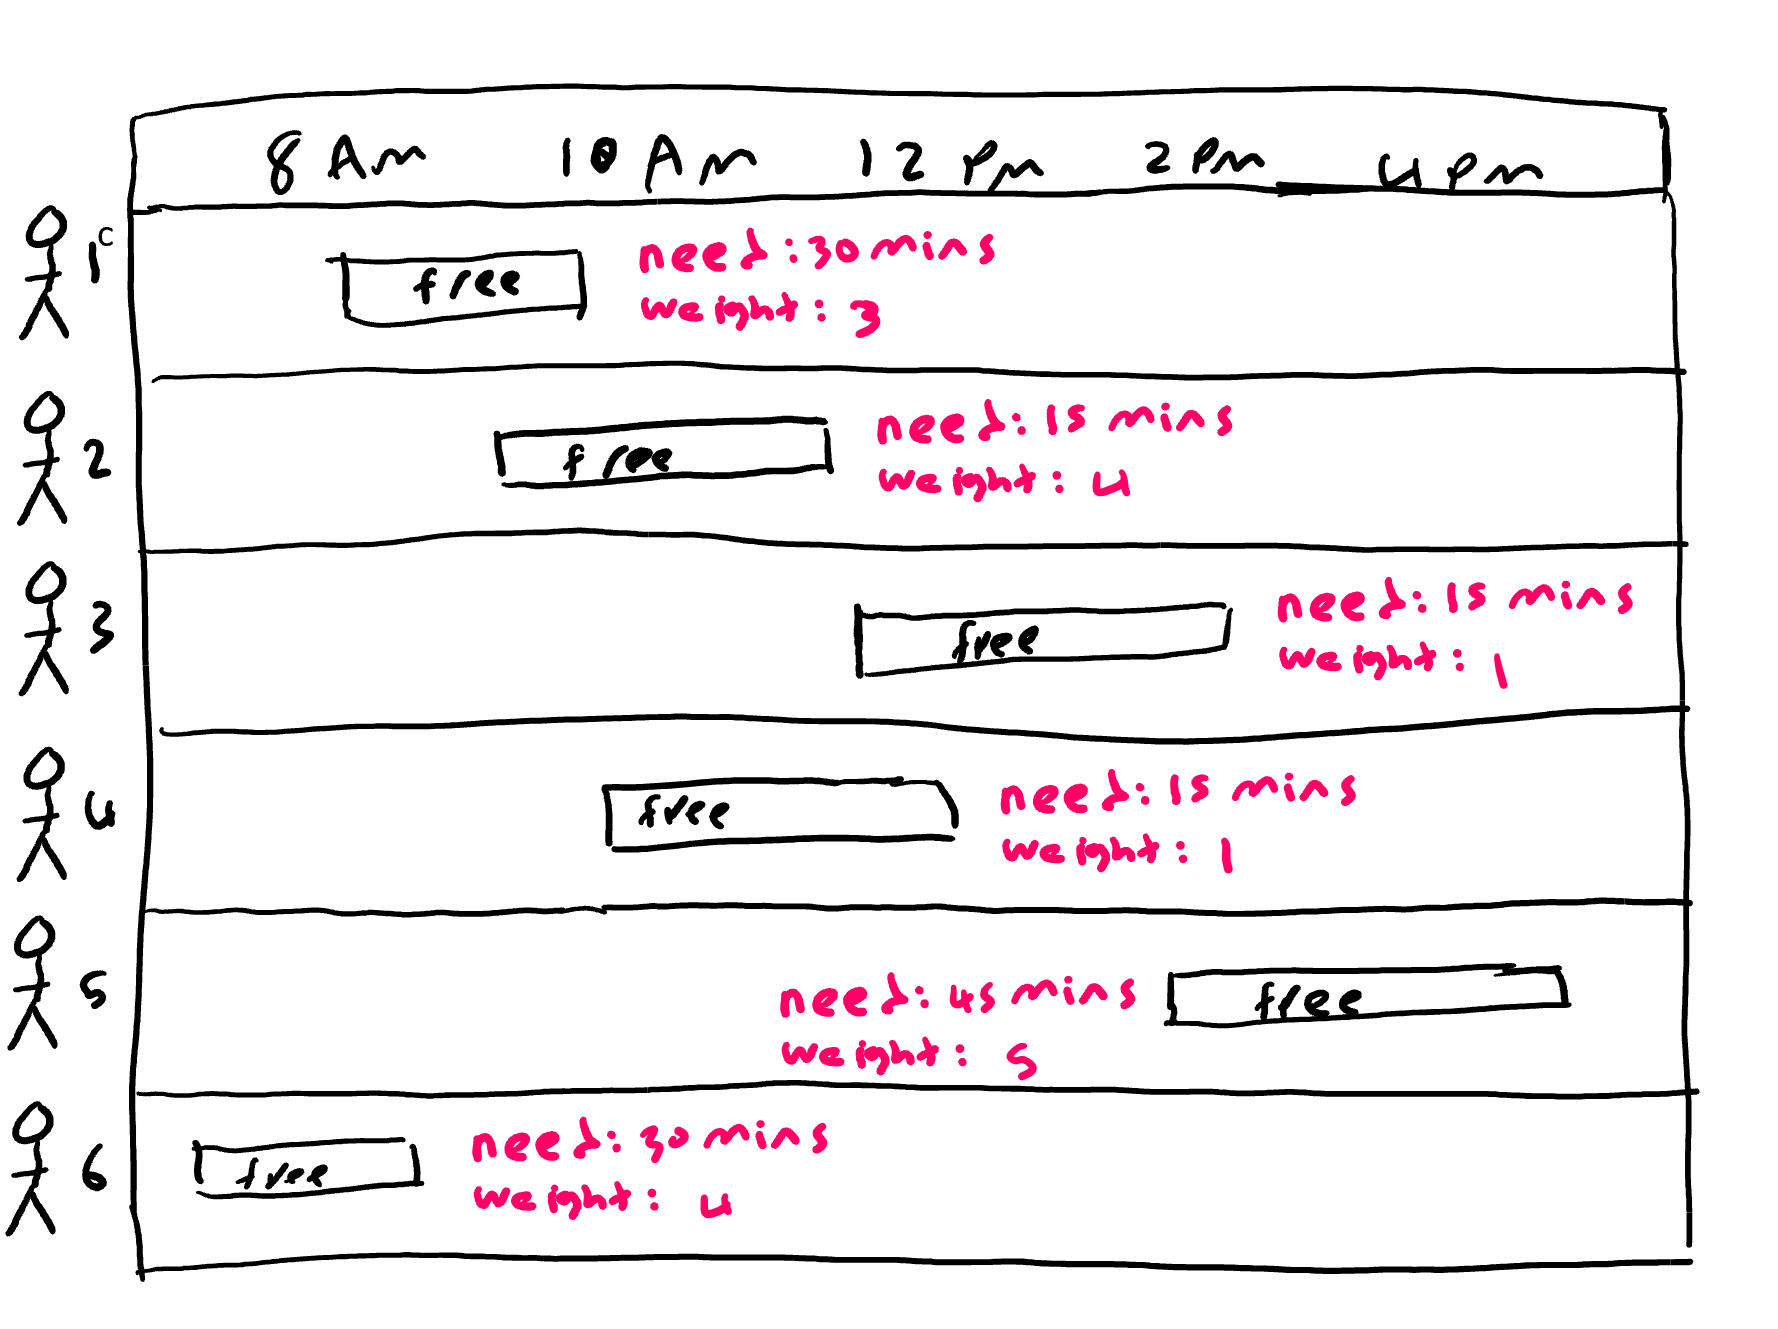 8 Am 10 Am 12 Pm 2 Pm 4 pm
1 c
free
need: 30 mins
weight: 3
2
free
need: 15 mins
weight: 4
3
free
need: 15 mins
weight: 1
4
free
need: 15 mins
weight: 1
5
need: 45 mins
weight: 5
free
6
free
need: 30 mins
weight: 4